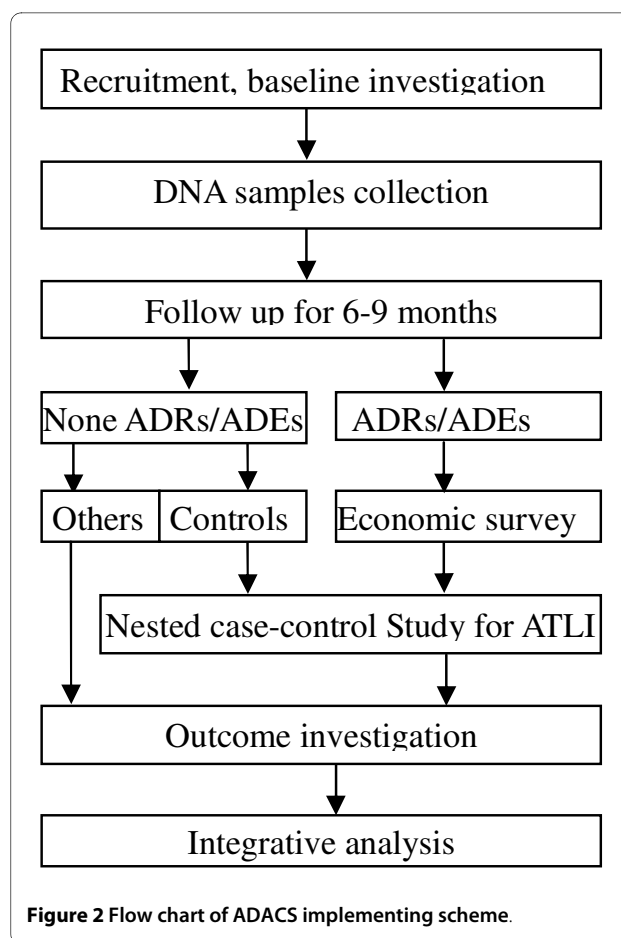 Recruitment, baseline investigation
DNA samples collection
Follow up for 6-9 months
None ADRs/ADEs
ADRs/ADEs
Others
Controls
Economic survey
Nested case-control Study for ATLI
Outcome investigation
Integrative analysis
Figure 2 Flow chart of ADACS implementing scheme.